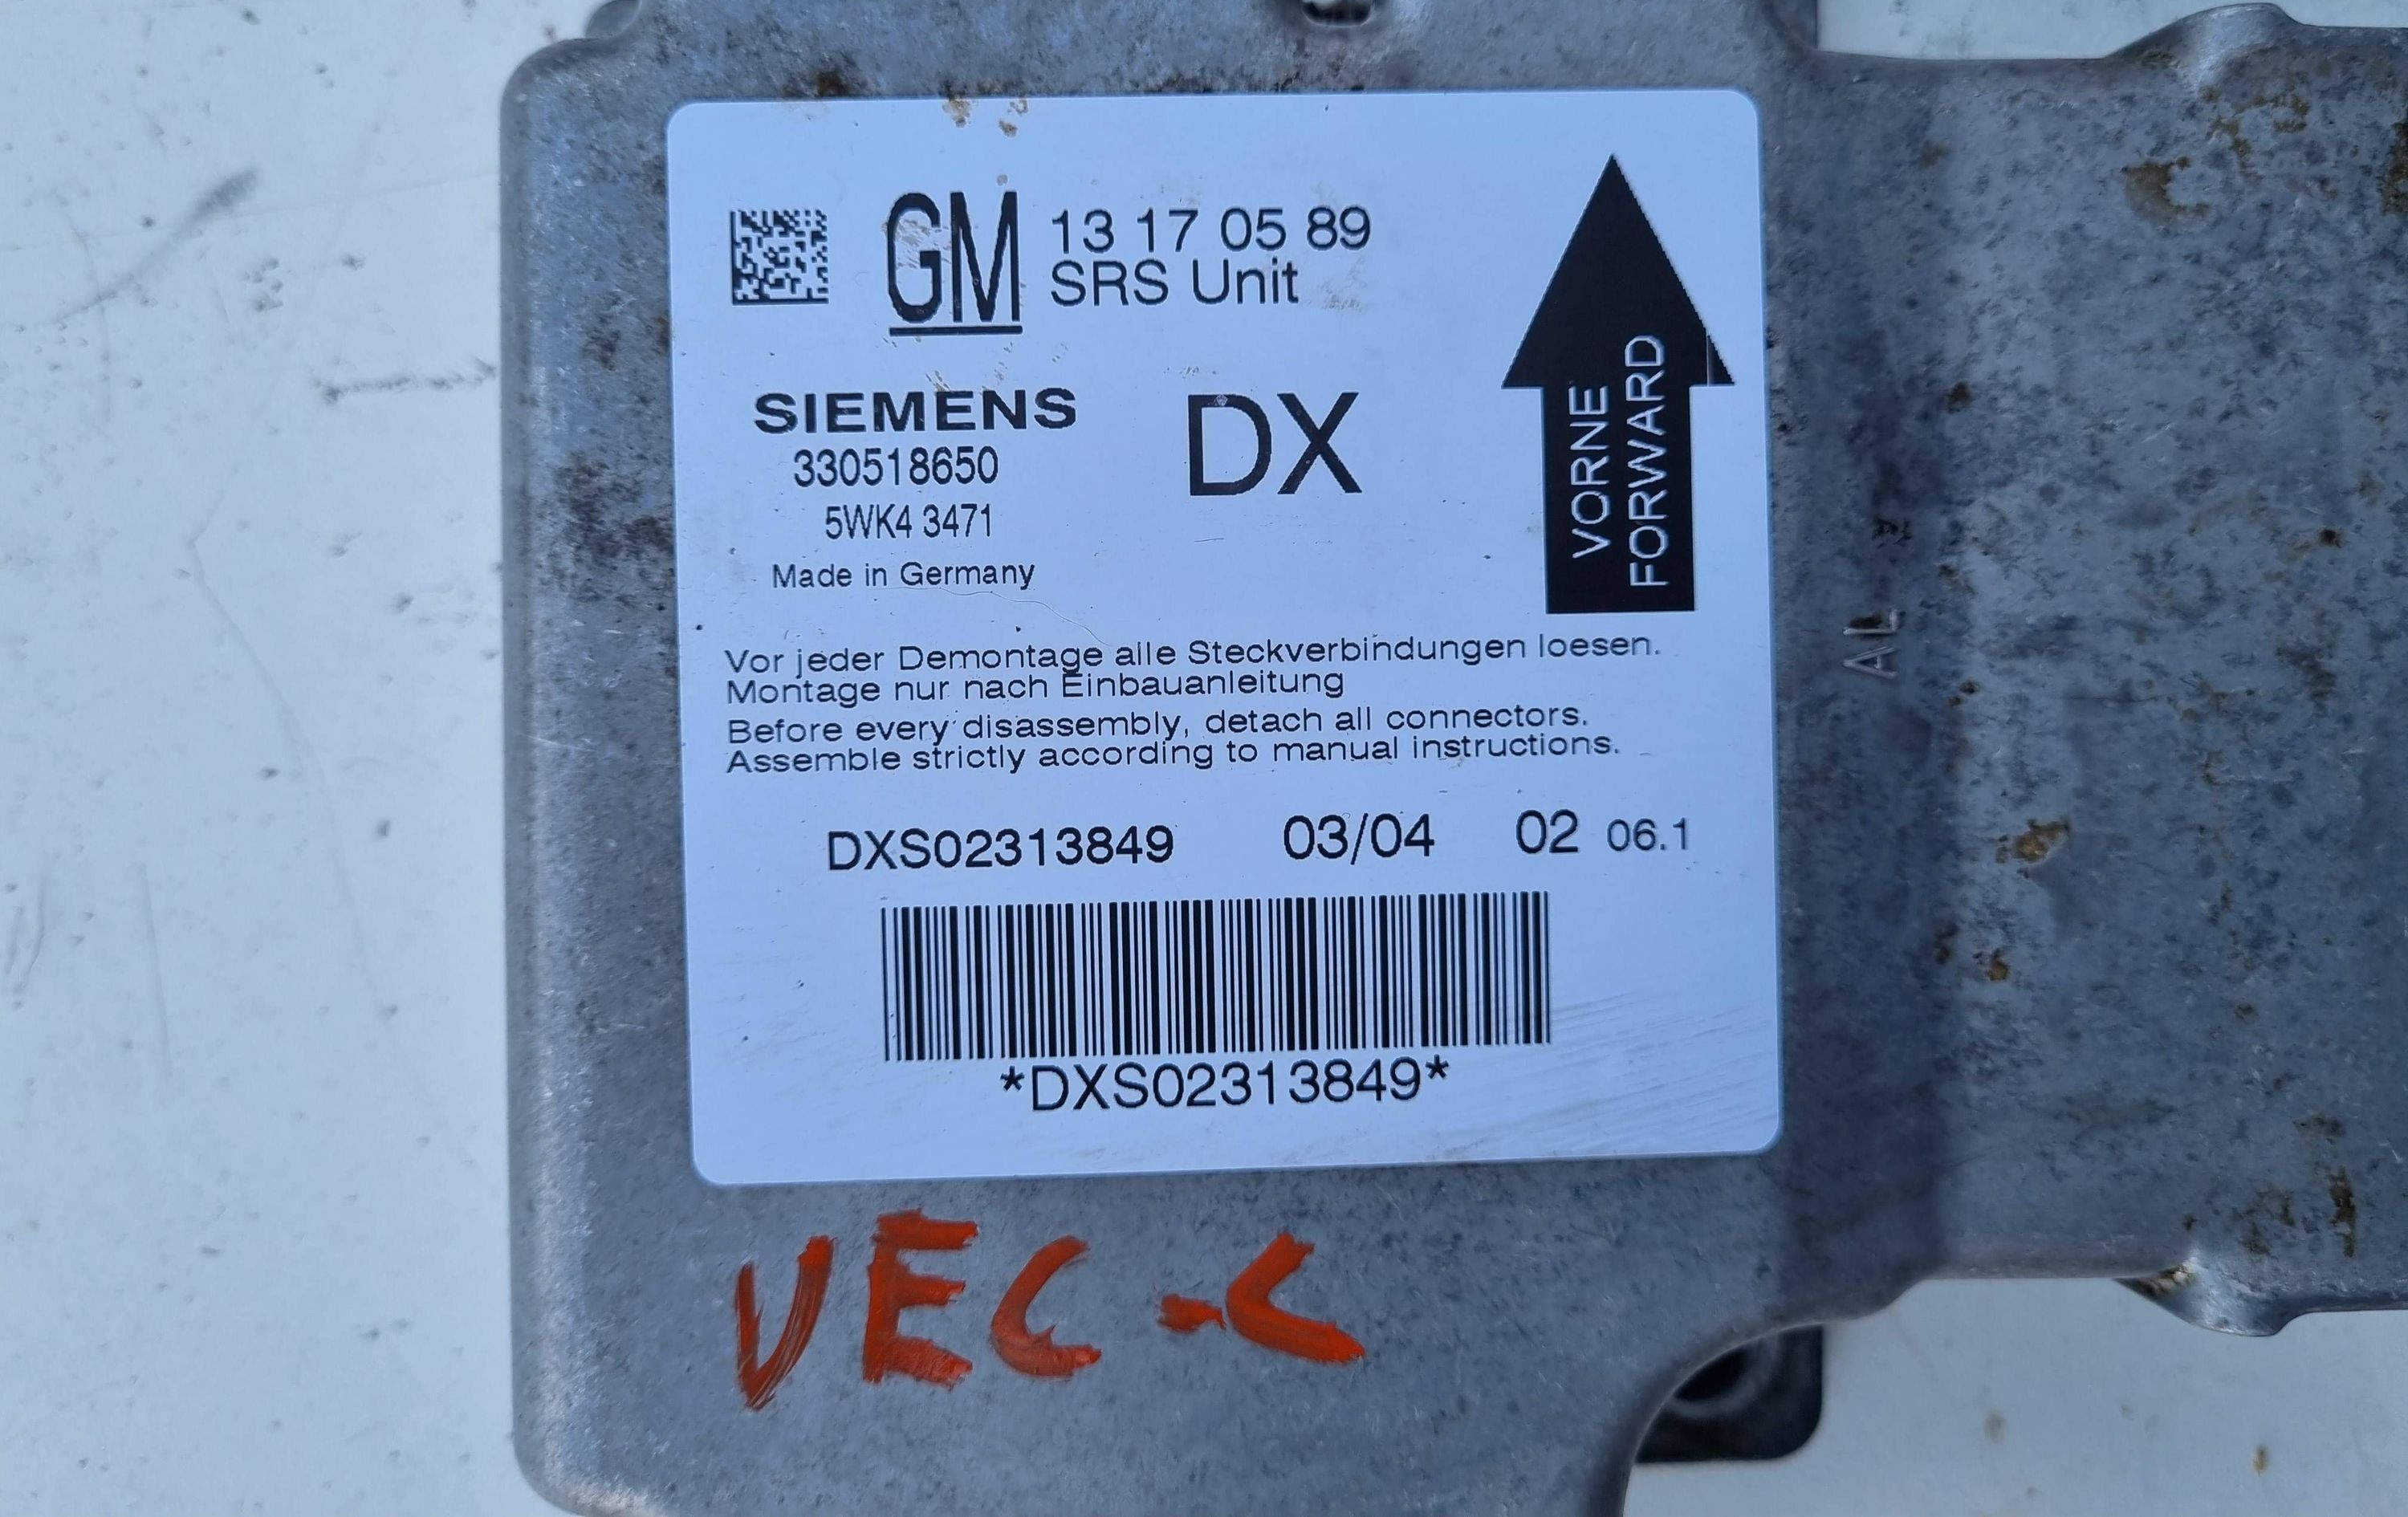 GM 13 17 05 89
SRS Unit
SIEMENS
DX
330518650
5WK4 3471
Made in Germany
VORNE
FORWARD
Vor jeder Demontage alle Steckverbindungen loesen.
Montage nur nach Einbauanleitung
Before every disassembly, detach all connectors.
Assemble strictly according to manual instructions.
DXS02313849 03/04 02 06.1
*DXS02313849*
AL
VEC-C